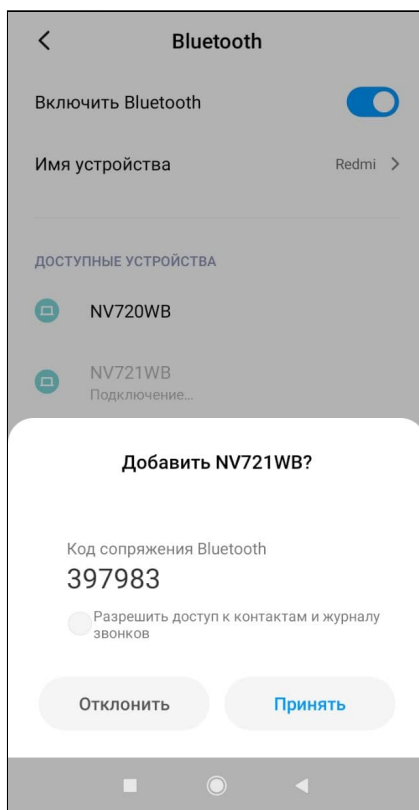 Bluetooth
Включить Bluetooth
Имя устройства Redmi
ДОСТУПНЫЕ УСТРОЙСТВА
NV720WB
NV721WB
Подключение...
Добавить NV721WB?
Код сопряжения Bluetooth
397983
Разрешить доступ к контактам и журналу
звонков
Отклонить Принять